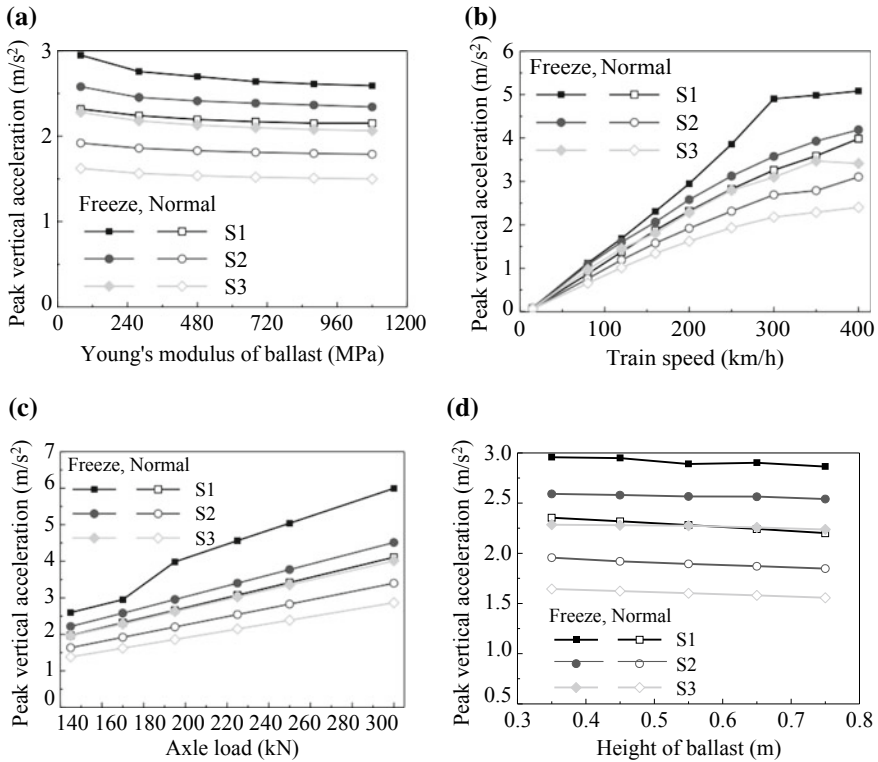 (a)
Peak vertical acceleration (m/s²)
3
2
1
0
Freeze, Normal
S1
S2
S3
0 240 480 720 960 1200
Young's modulus of ballast (MPa)
(b)
Peak vertical acceleration (m/s²)
6
5
4
3
2
1
0
Freeze, Normal
S1
S2
S3
0 100 200 300 400
Train speed (km/h)
(c)
Peak vertical acceleration (m/s²)
7
6
5
4
3
2
1
0
Freeze, Normal
S1
S2
S3
140 160 180 200 220 240 260 280 300
Axle load (kN)
(d)
Peak vertical acceleration (m/s²)
3.0
2.5
2.0
1.5
1.0
0.5
Freeze, Normal
S1
S2
S3
0.3 0.4 0.5 0.6 0.7 0.8
Height of ballast (m)